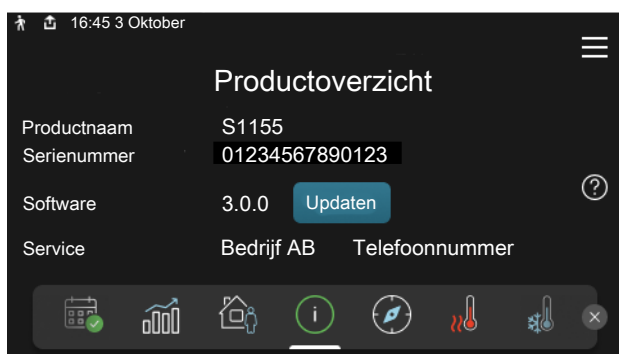 16:45 3 Oktober
Productoverzicht
Productnaam S1155
Serienummer 01234567890123
Software 3.0.0 Updaten
Service Bedrijf AB Telefoonnummer